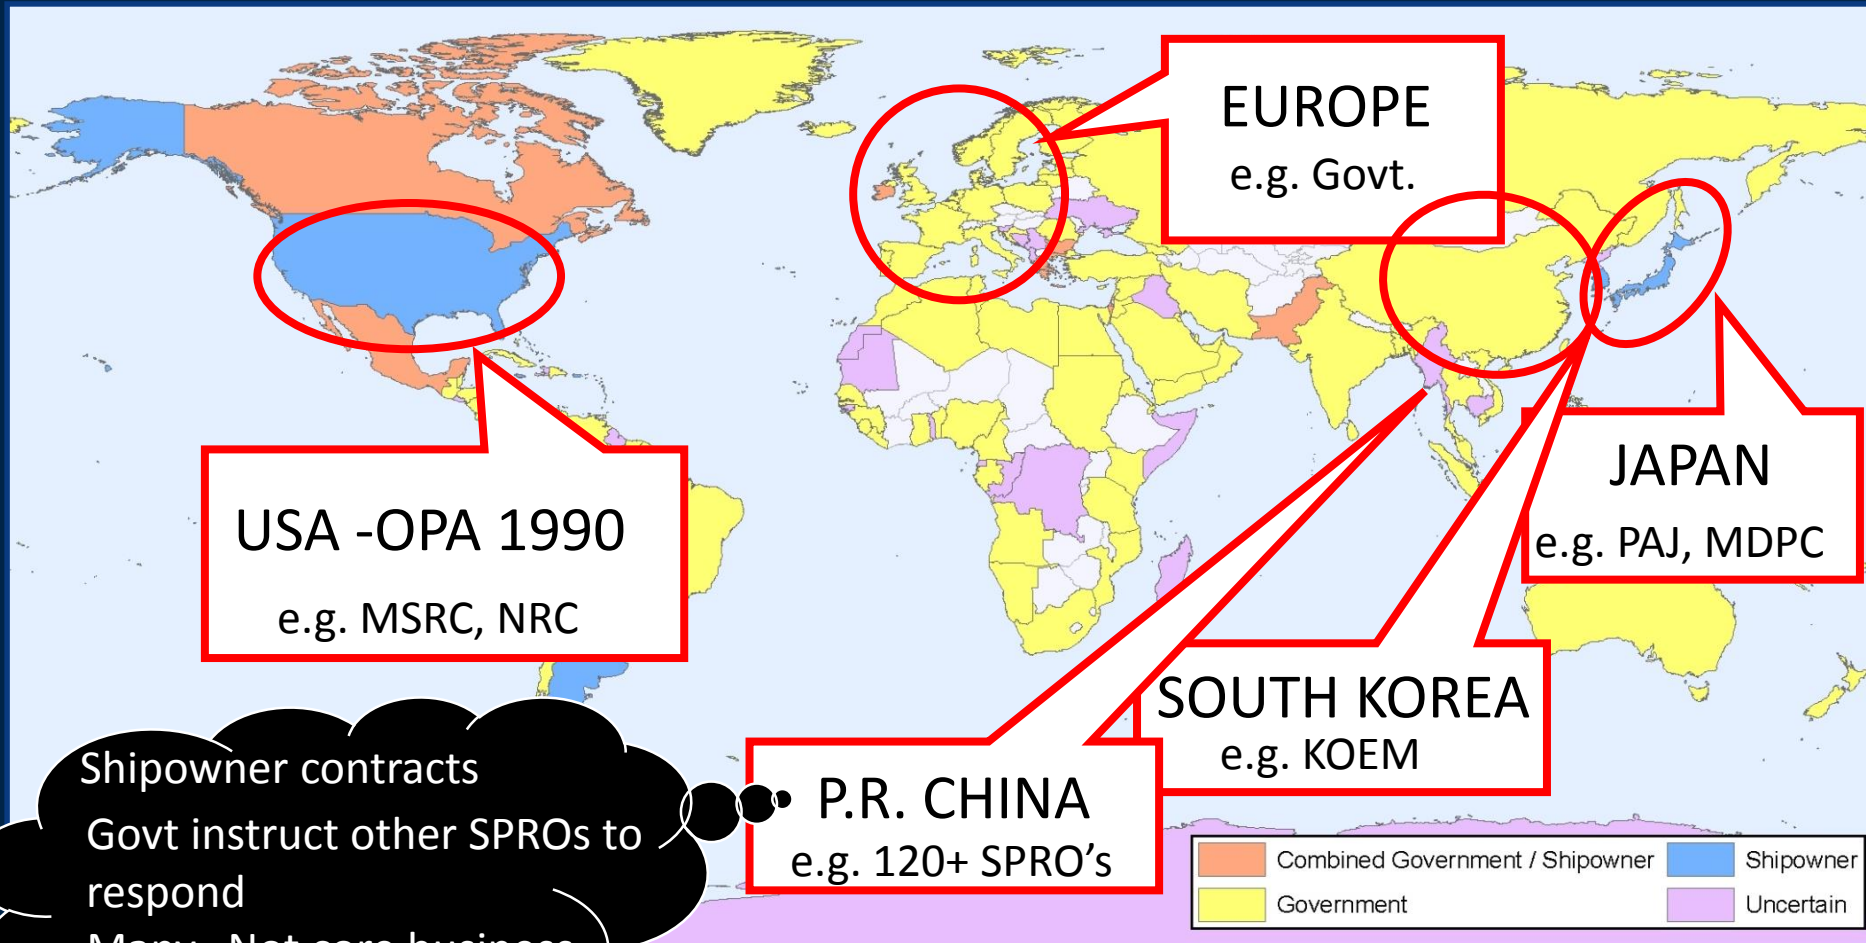 EUROPE
e.g. Govt.
USA -OPA 1990
e.g. MSRC, NRC
JAPAN
e.g. PAJ, MDPC
SOUTH KOREA
e.g. KOEM
P.R. CHINA
e.g. 120+ SPRO's
Shipowner contracts
Govt instruct other SPROs to
respond
Combined Government / Shipowner
Shipowner
Government
Uncertain